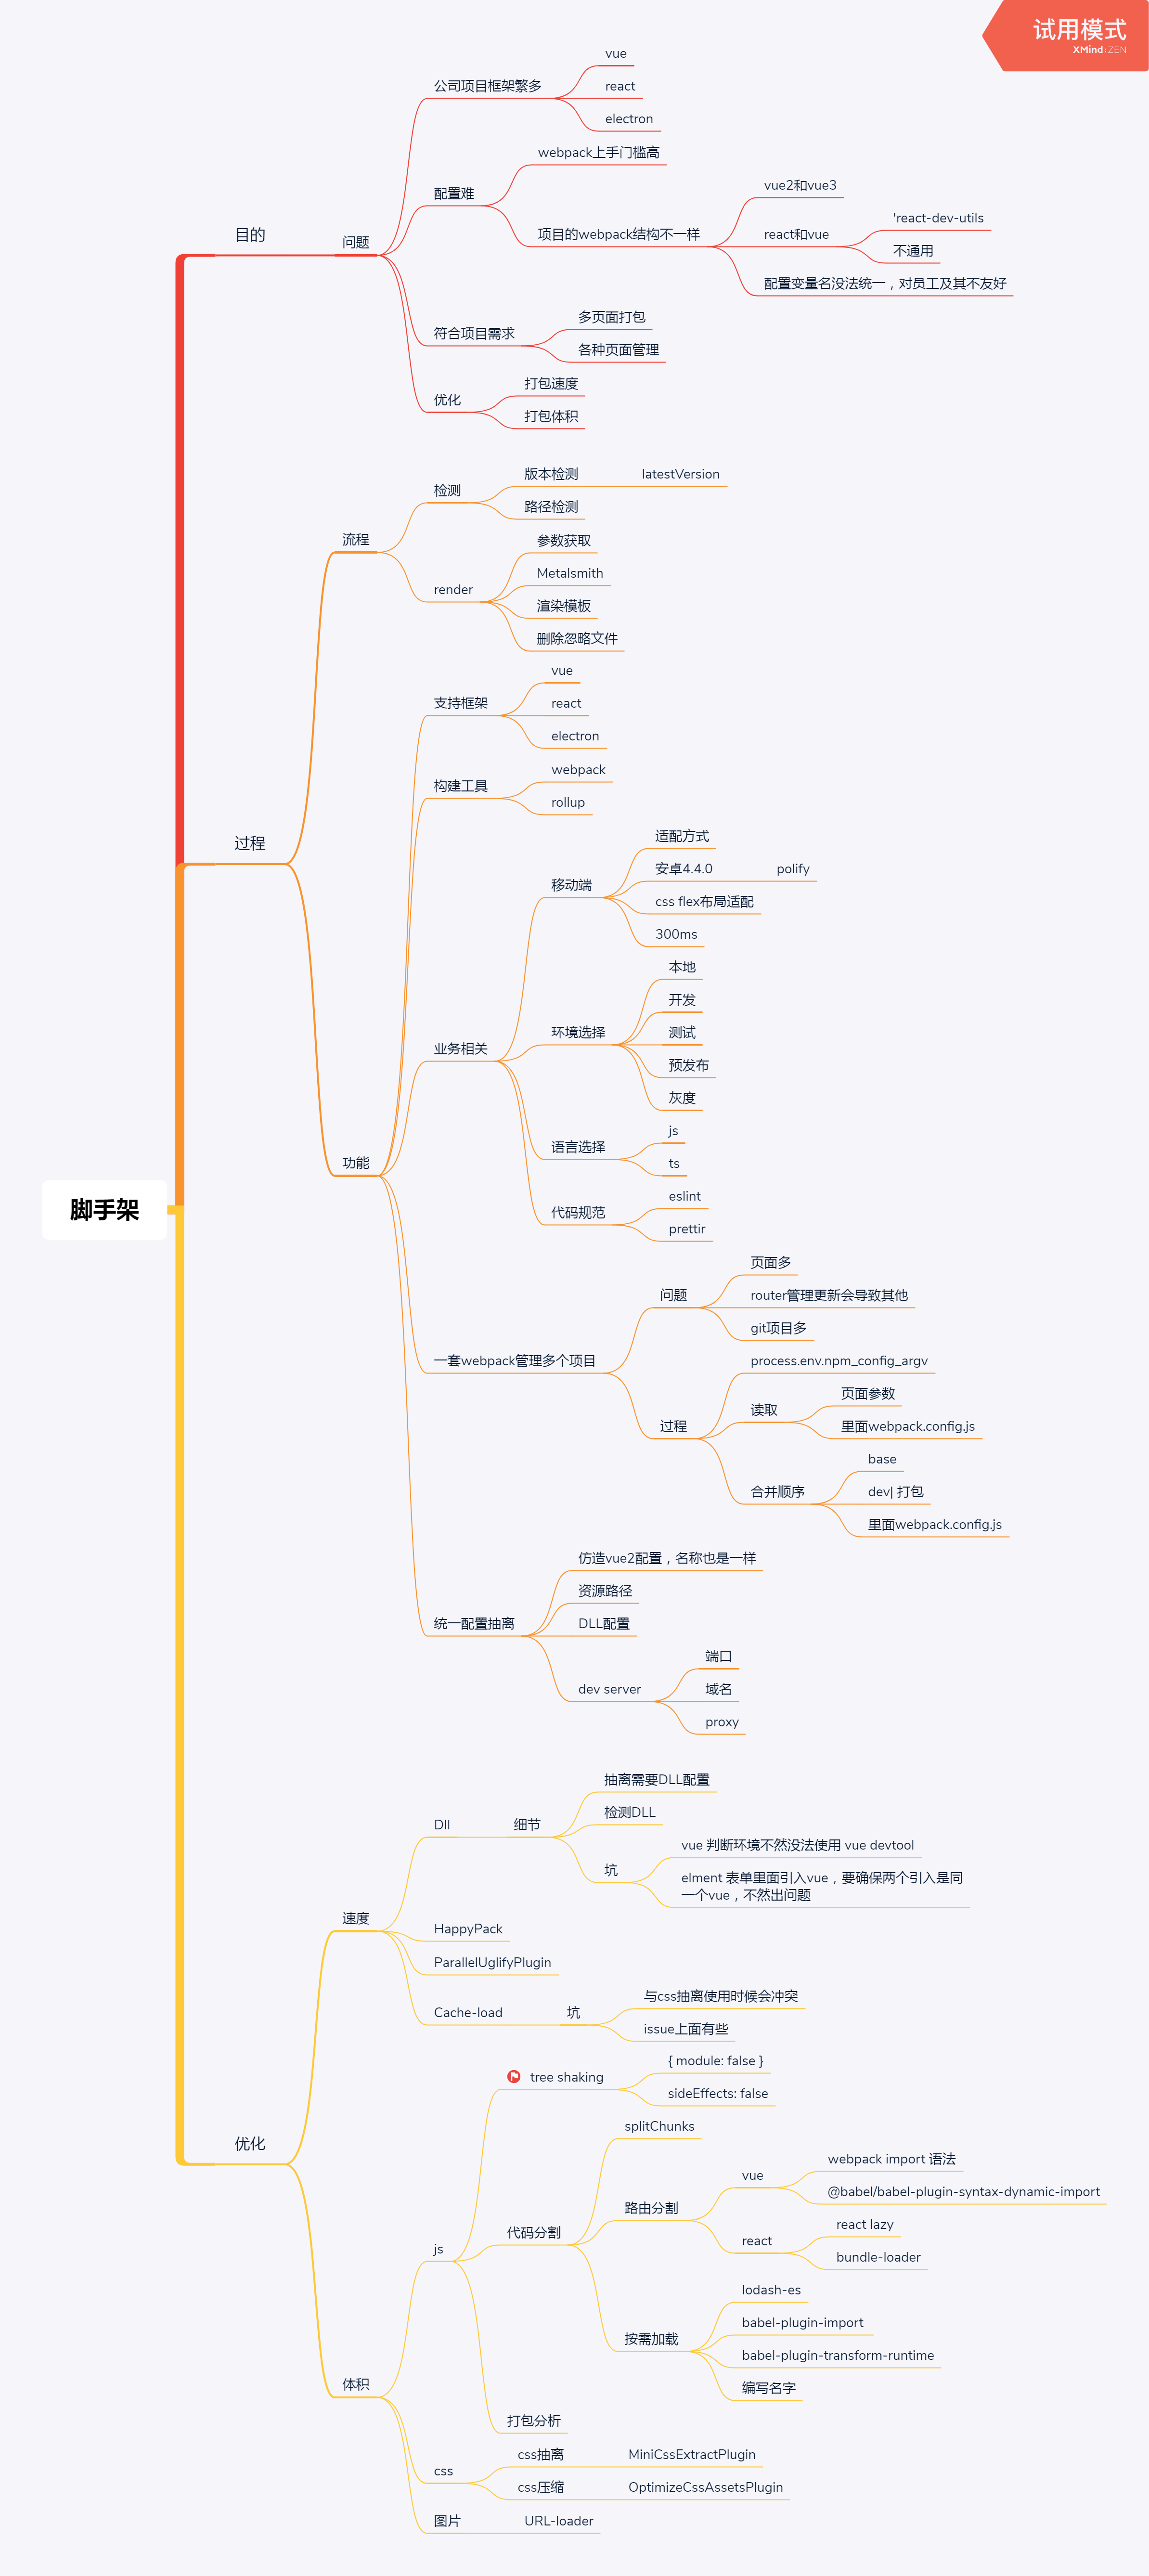 试用模式
XMind:ZEN
脚手架
目的
问题
公司项目框架繁多
vue
react
electron
配置难
webpack上手门槛高
项目的webpack结构不一样
vue2和vue3
react和vue
'react-dev-utils
不通用
配置变量名没法统一，对员工及其不友好
符合项目需求
多页面打包
各种页面管理
优化
打包速度
打包体积
过程
流程
检测
版本检测
latestVersion
路径检测
render
参数获取
Metalsmith
渲染模板
删除忽略文件
功能
支持框架
vue
react
electron
构建工具
webpack
rollup
业务相关
移动端
适配方式
安卓4.4.0
polify
css flex布局适配
300ms
环境选择
本地
开发
测试
预发布
灰度
语言选择
js
ts
代码规范
eslint
prettir
一套webpack管理多个项目
问题
页面多
router管理更新会导致其他
git项目多
过程
process.env.npm_config_argv
读取
页面参数
里面webpack.config.js
合并顺序
base
dev| 打包
里面webpack.config.js
统一配置抽离
仿造vue2配置，名称也是一样
资源路径
DLL配置
dev server
端口
域名
proxy
优化
速度
Dll
细节
抽离需要DLL配置
检测DLL
坑
vue 判断环境不然没法使用 vue devtool
elment 表单里面引入vue，要确保两个引入是同
一个vue，不然出问题
HappyPack
ParallelUglifyPlugin
Cache-load
坑
与css抽离使用时候会冲突
issue上面有些
体积
js
tree shaking
{ module: false }
sideEffects: false
代码分割
splitChunks
路由分割
vue
webpack import 语法
@babel/babel-plugin-syntax-dynamic-import
react
react lazy
bundle-loader
按需加载
lodash-es
babel-plugin-import
babel-plugin-transform-runtime
编写名字
打包分析
css
css抽离
MiniCssExtractPlugin
css压缩
OptimizeCssAssetsPlugin
图片
URL-loader